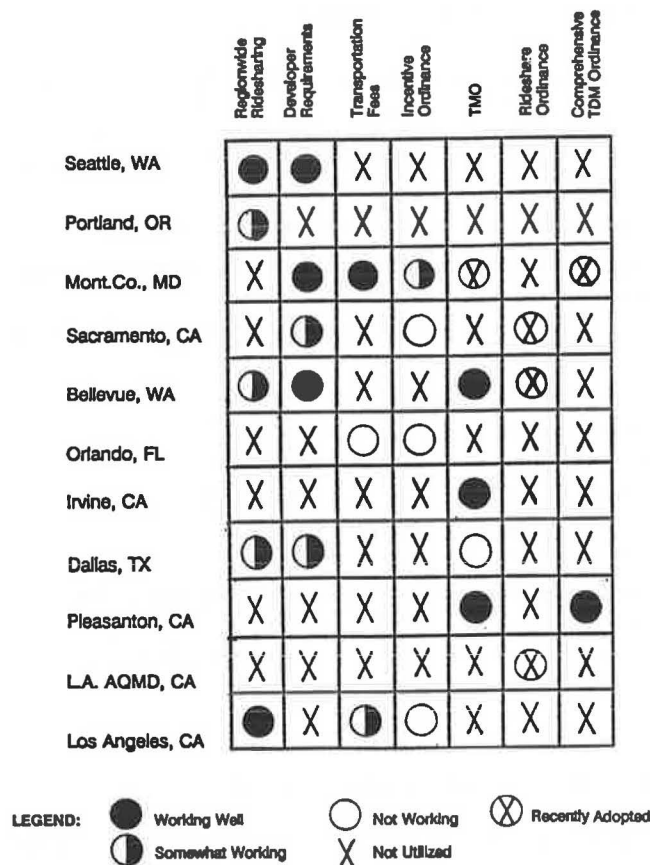 Regionwide
Ridesharing
Developer
Requirements
Transportation
Fees
Incentive
Ordinance
TMO
Rideshare
Ordinance
Comprehensive
TDM Ordinance
Seattle, WA
Portland, OR
Mont.Co., MD
Sacramento, CA
Bellevue, WA
Orlando, FL
Irvine, CA
Dallas, TX
Pleasanton, CA
L.A. AQMD, CA
Los Angeles, CA
LEGEND: Working Well Not Working Recently Adopted
Somewhat Working Not Utilized